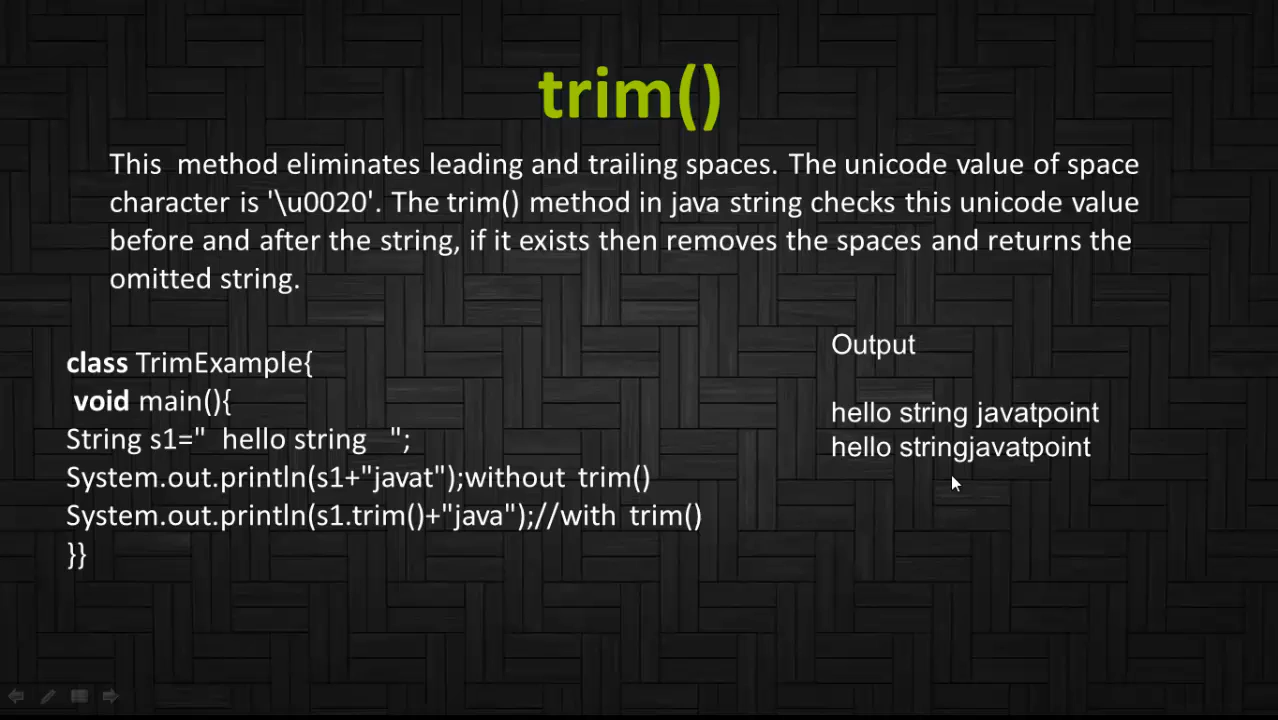 trim()
This method eliminates leading and trailing spaces. The unicode value of space
character is '\u0020'. The trim() method in java string checks this unicode value
before and after the string, if it exists then removes the spaces and returns the
omitted string.
class TrimExample{
void main(){
String s1="  hello string   ";
System.out.println(s1+"javat");without trim()
System.out.println(s1.trim()+"java");//with trim()
}}
Output
hello string javatpoint
hello stringjavatpoint